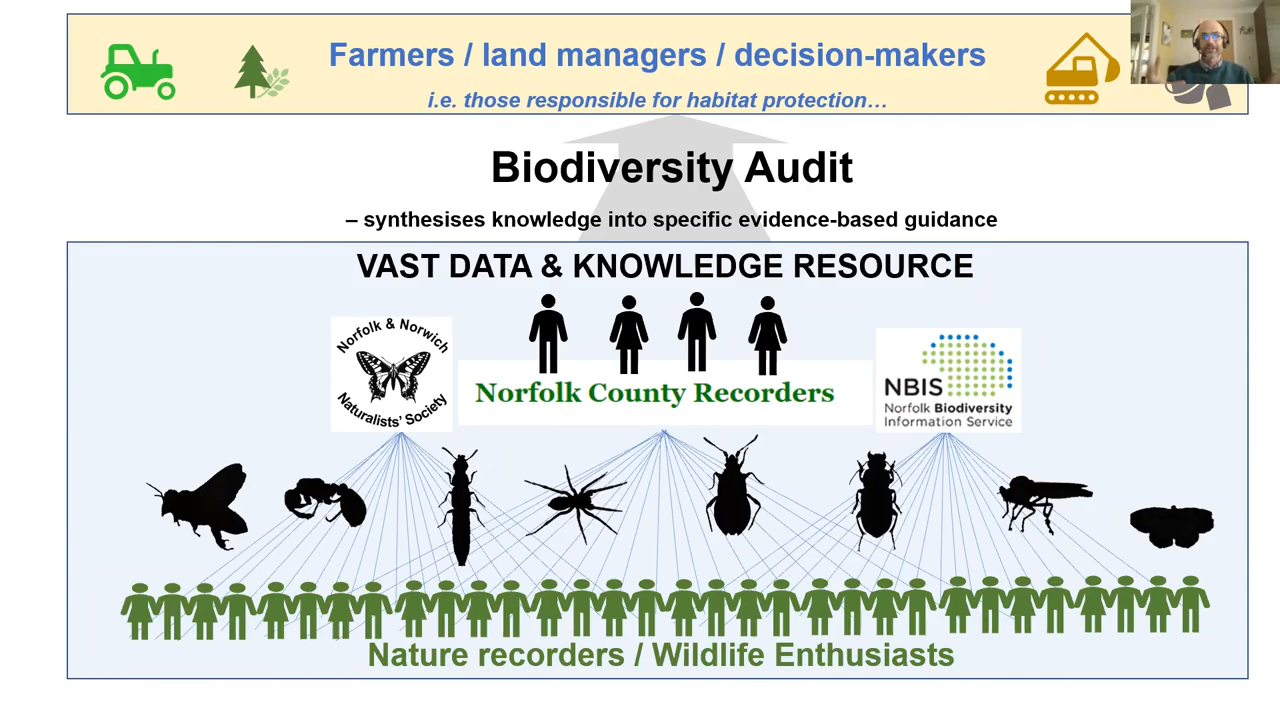 Farmers / land managers / decision-makers
i.e. those responsible for habitat protection…
Biodiversity Audit
– synthesises knowledge into specific evidence-based guidance
VAST DATA & KNOWLEDGE RESOURCE
Norfolk & Norwich
Naturalists' Society
Norfolk County Recorders
NBIS
Norfolk Biodiversity
Information Service
Nature recorders / Wildlife Enthusiasts